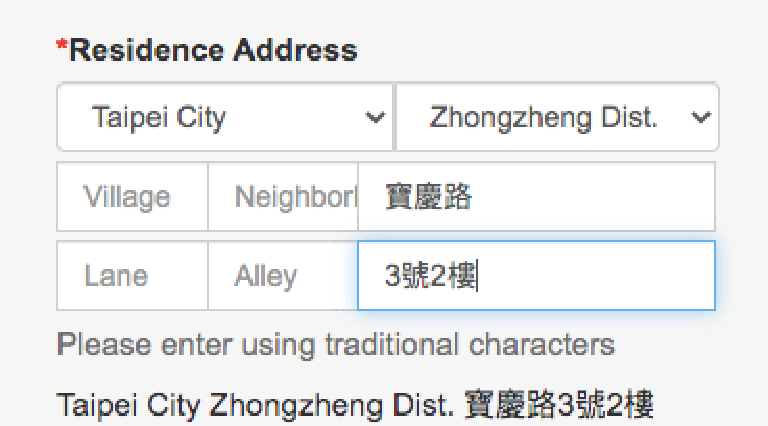 *Residence Address
Taipei City Zhongzheng Dist.
Village Neighborh 寶慶路
Lane Alley 3號2樓
Please enter using traditional characters
Taipei City Zhongzheng Dist. 寶慶路3號2樓